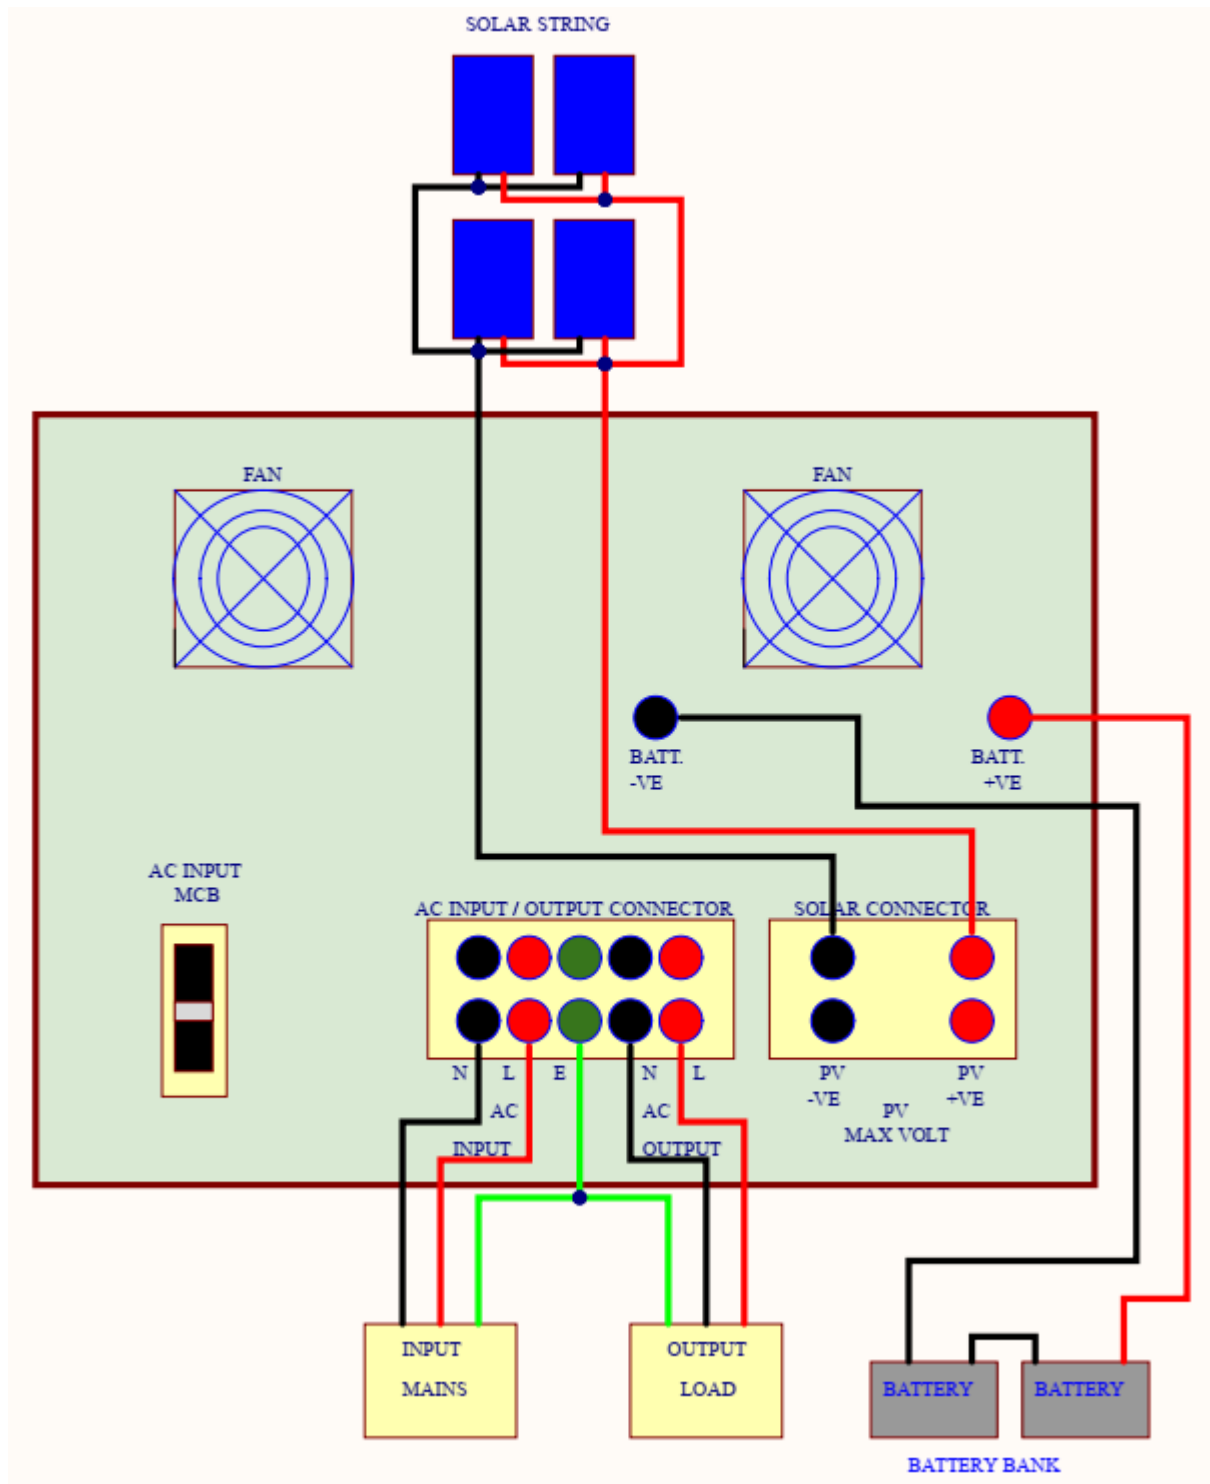 SOLAR STRING
FAN
FAN
BATT.
-VE
BATT.
+VE
AC INPUT
MCB
AC INPUT / OUTPUT CONNECTOR
SOLAR CONNECTOR
N L E N L
AC
INPUT
AC
OUTPUT
PV
-VE
PV
+VE
PV
MAX VOLT
INPUT
MAINS
OUTPUT
LOAD
BATTERY
BATTERY
BATTERY BANK